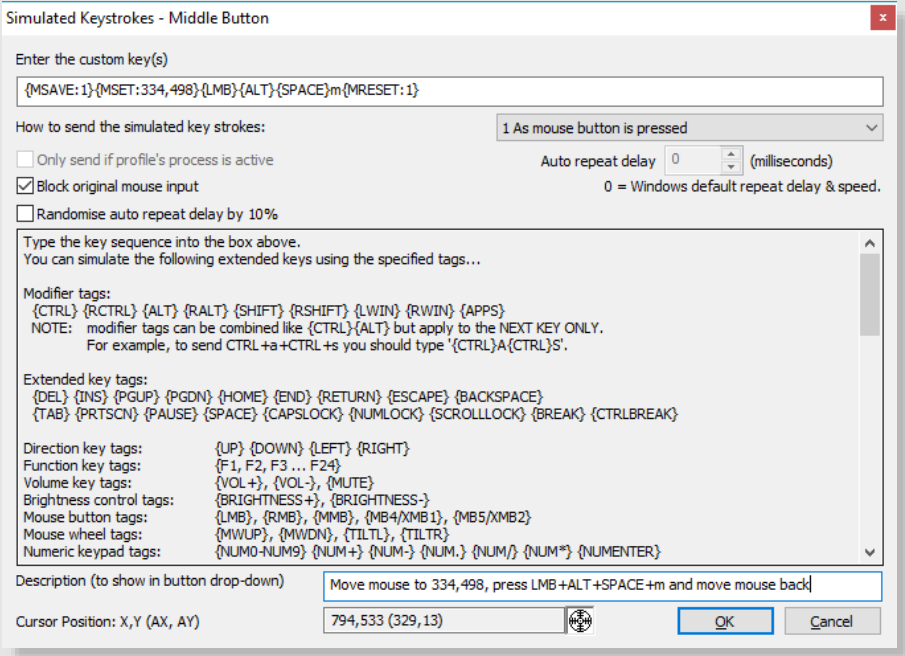 Simulated Keystrokes - Middle Button
x
Enter the custom key(s)
{MSAVE:1}{MSET:334,498}{LMB}{ALT}{SPACE}m{MRESET:1}
How to send the simulated key strokes:
1 As mouse button is pressed
Only send if profile's process is active
Auto repeat delay 0 (milliseconds)
Block original mouse input
0 = Windows default repeat delay & speed.
Randomise auto repeat delay by 10%
Type the key sequence into the box above.
You can simulate the following extended keys using the specified tags...
Modifier tags:
{CTRL} {RCTRL} {ALT} {RALT} {SHIFT} {RSHIFT} {LWIN} {RWIN} {APPS}
NOTE: modifier tags can be combined like {CTRL}{ALT} but apply to the NEXT KEY ONLY.
For example, to send CTRL+a+CTRL+s you should type '{CTRL}A{CTRL}S'.
Extended key tags:
{DEL} {INS} {PGUP} {PGDN} {HOME} {END} {RETURN} {ESCAPE} {BACKSPACE}
{TAB} {PRTSCN} {PAUSE} {SPACE} {CAPSLOCK} {NUMLOCK} {SCROLLLOCK} {BREAK} {CTRLBREAK}
Direction key tags: {UP} {DOWN} {LEFT} {RIGHT}
Function key tags: {F1, F2, F3 ... F24}
Volume key tags: {VOL+}, {VOL-}, {MUTE}
Brightness control tags: {BRIGHTNESS+}, {BRIGHTNESS-}
Mouse button tags: {LMB}, {RMB}, {MMB}, {MB4/XMB1}, {MB5/XMB2}
Mouse wheel tags: {MWUP}, {MWDN}, {TILTL}, {TILTR}
Numeric keypad tags: {NUM0-NUM9} {NUM+} {NUM-} {NUM.} {NUM/} {NUM*} {NUMENTER}
Description (to show in button drop-down)
Move mouse to 334,498, press LMB+ALT+SPACE+m and move mouse back
Cursor Position: X,Y (AX, AY)
794,533 (329,13)
OK
Cancel